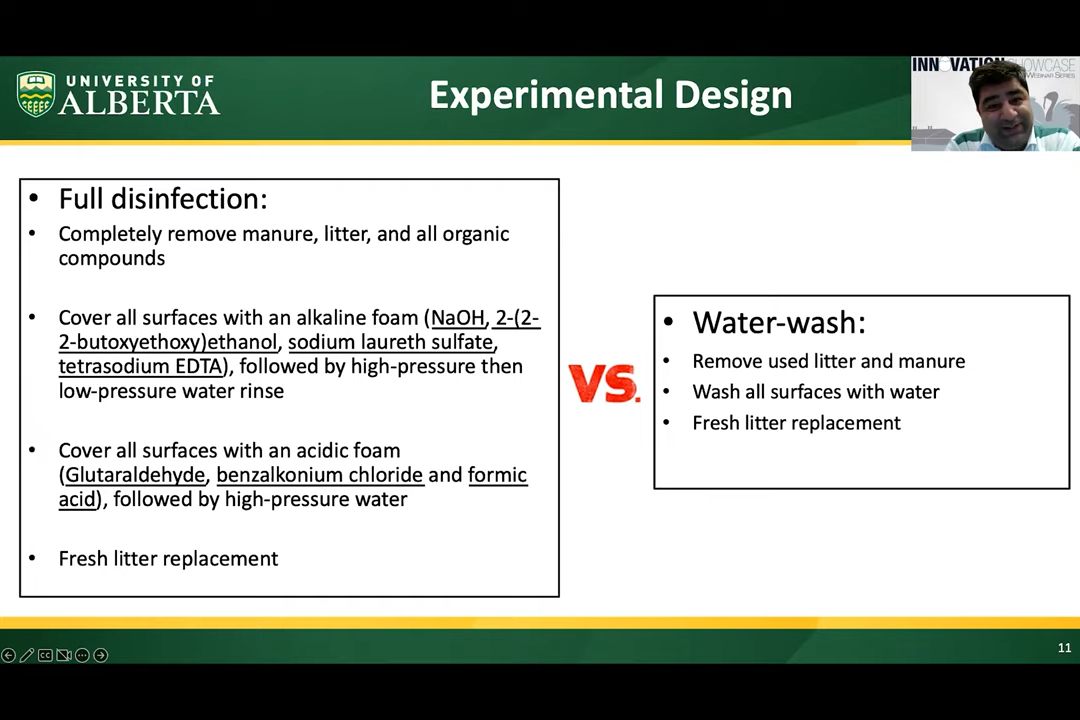 UNIVERSITY OF
ALBERTA
Experimental Design
INNOVATION SHOWCASE
WEBINAR SERIES
• Full disinfection:
• Completely remove manure, litter, and all organic
compounds
• Cover all surfaces with an alkaline foam (NaOH, 2-(2-
2-butoxyethoxy)ethanol, sodium laureth sulfate,
tetrasodium EDTA), followed by high-pressure then
low-pressure water rinse
• Cover all surfaces with an acidic foam
(Glutaraldehyde, benzalkonium chloride and formic
acid), followed by high-pressure water
• Fresh litter replacement
VS.
• Water-wash:
• Remove used litter and manure
• Wash all surfaces with water
• Fresh litter replacement
11
CC